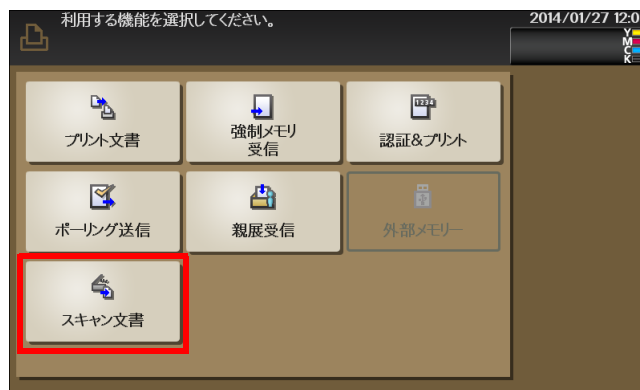 利用する機能を選択してください。
2014/01/27 12:0
Y
M
C
K
プリント文書
強制メモリ
受信
1234
認証&プリント
ポーリング送信
親展受信
外部メモリー
スキャン文書